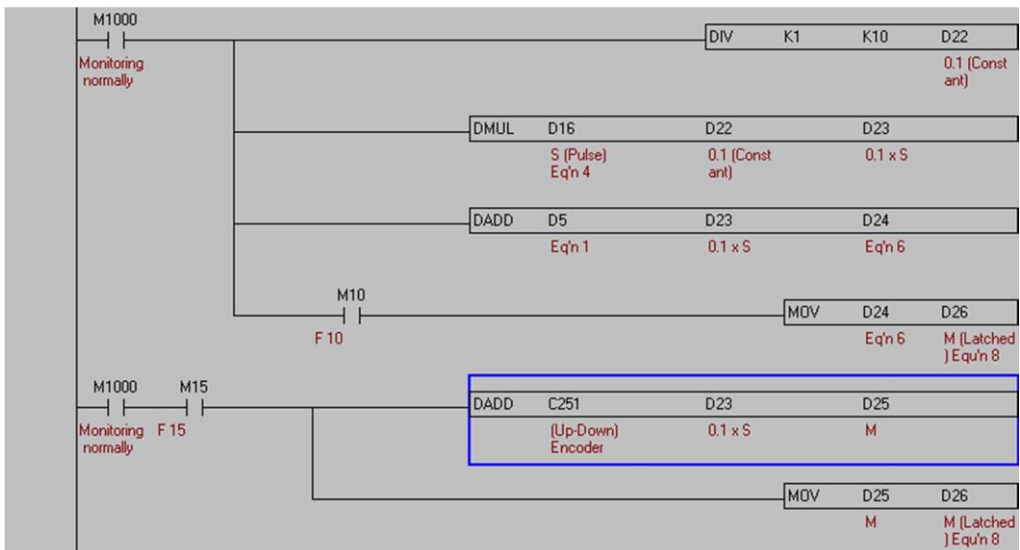 M1000
DIV K1 K10 D22
Monitoring
normally
0.1 (Const
ant)
DMUL D16 D22 D23
S (Pulse) 0.1 (Const 0.1 x S
Eq'n 4 ant)
DADD D5 D23 D24
Eq'n 1 0.1 x S Eq'n 6
M10
MOV D24 D26
F 10
Eq'n 6 M (Latched
) Equ'n 8
M1000 M15
DADD C251 D23 D25
Monitoring F 15
normally
(Up-Down) 0.1 x S M
Encoder
MOV D25 D26
M M (Latched
) Equ'n 8